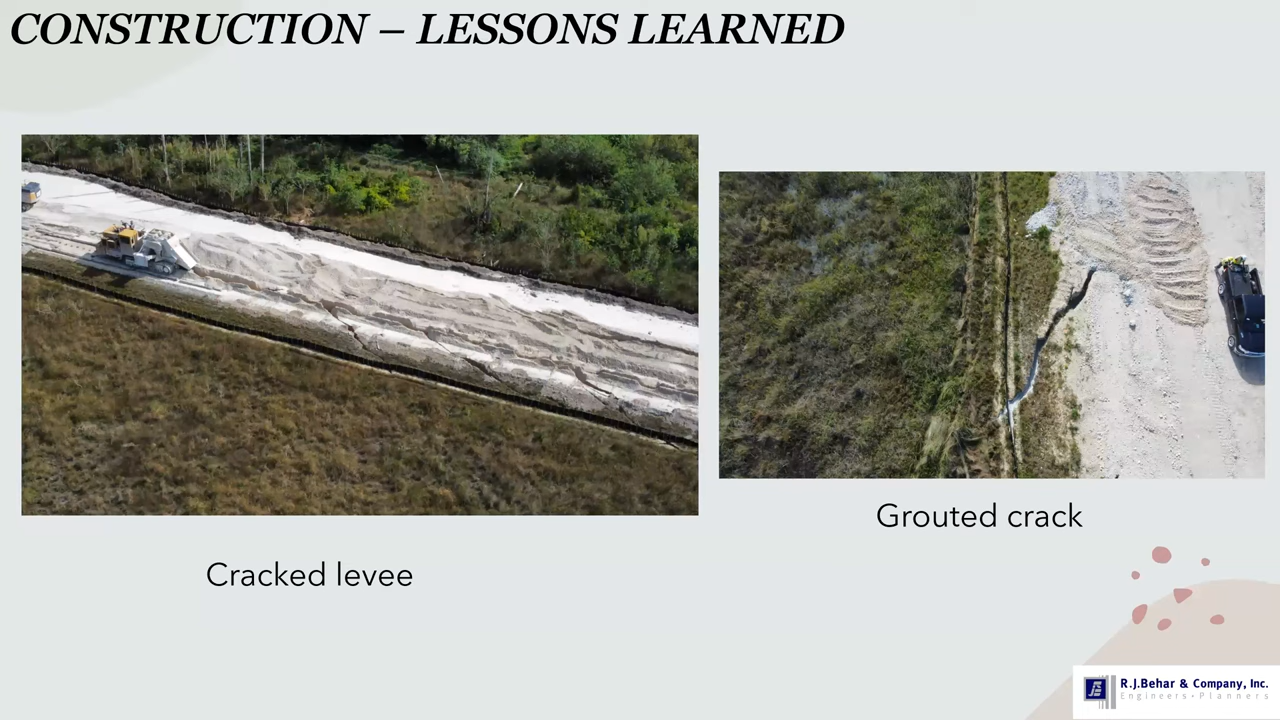 CONSTRUCTION – LESSONS LEARNED
Grouted crack
Cracked levee
R.J.Behar & Company, Inc.
Engineers•Planners